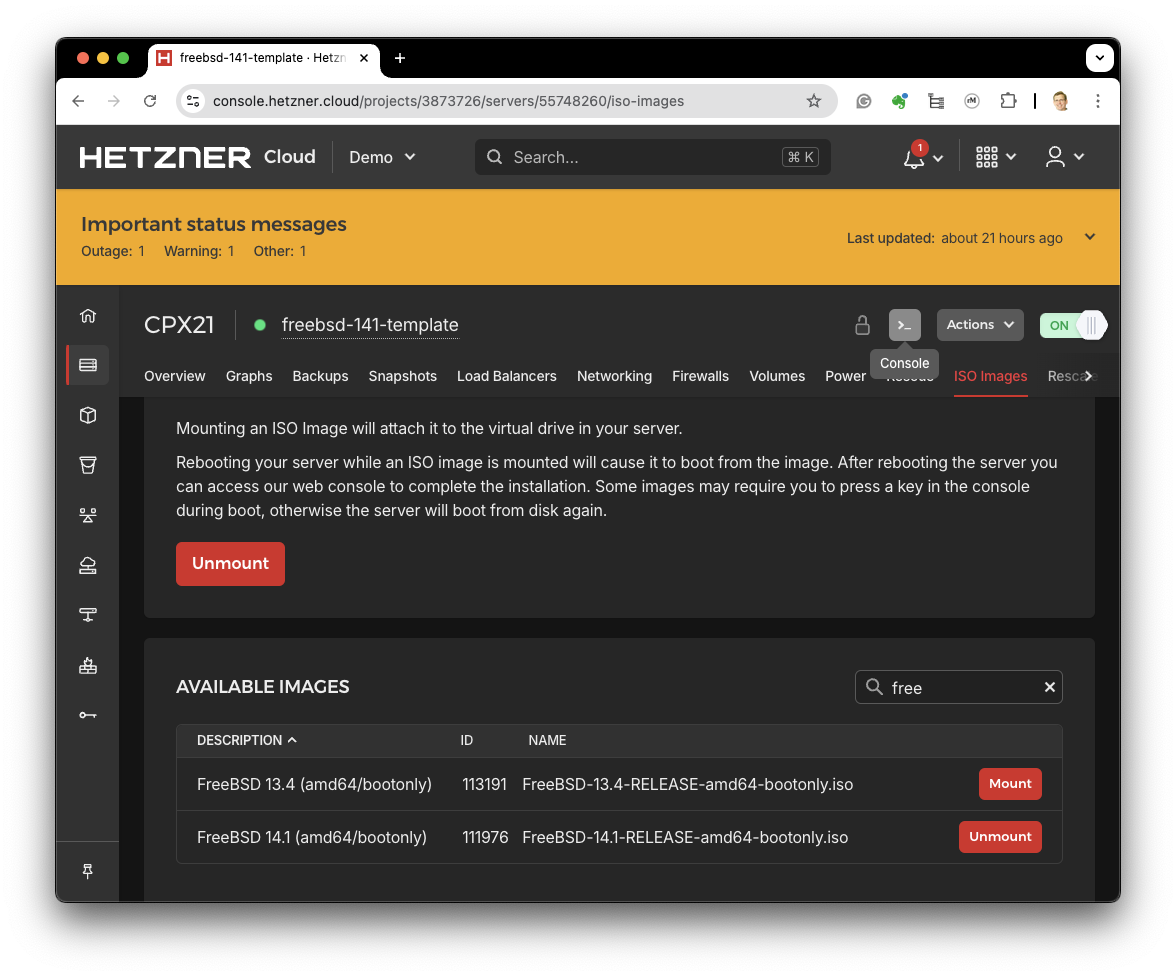 freebsd-141-template · Hetzn
console.hetzner.cloud/projects/3873726/servers/55748260/iso-images
HETZNER Cloud
Demo
Search...
⌘ K
1
Important status messages
Outage: 1 Warning: 1 Other: 1
Last updated: about 21 hours ago
CPX21
freebsd-141-template
Actions
ON
Console
Overview Graphs Backups Snapshots Load Balancers Networking Firewalls Volumes Power Rescue ISO Images Rescale
Mounting an ISO Image will attach it to the virtual drive in your server.
Rebooting your server while an ISO image is mounted will cause it to boot from the image. After rebooting the server you
can access our web console to complete the installation. Some images may require you to press a key in the console
during boot, otherwise the server will boot from disk again.
Unmount
AVAILABLE IMAGES
free
DESCRIPTION ID NAME
FreeBSD 13.4 (amd64/bootonly) 113191 FreeBSD-13.4-RELEASE-amd64-bootonly.iso Mount
FreeBSD 14.1 (amd64/bootonly) 111976 FreeBSD-14.1-RELEASE-amd64-bootonly.iso Unmount